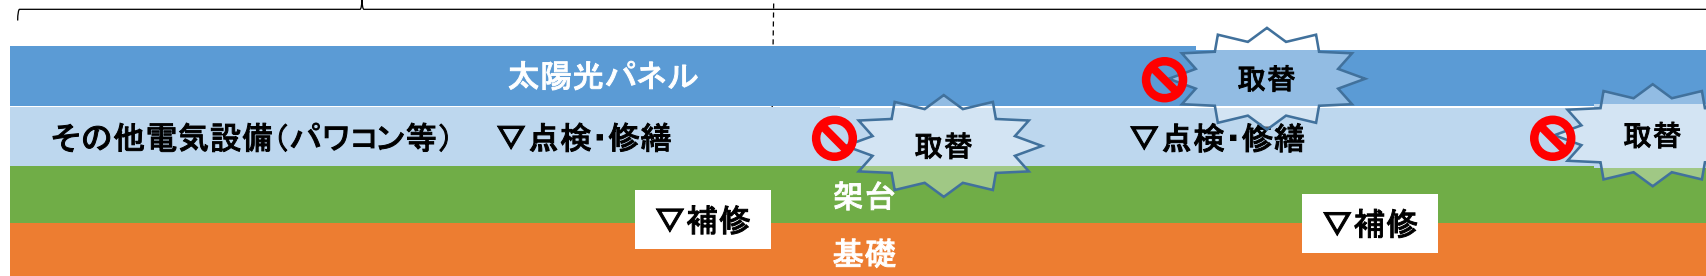 太陽光パネル
取替
その他電気設備(パワコン等) ▽点検・修繕
取替
▽点検・修繕
取替
架台
▽補修
▽補修
基礎